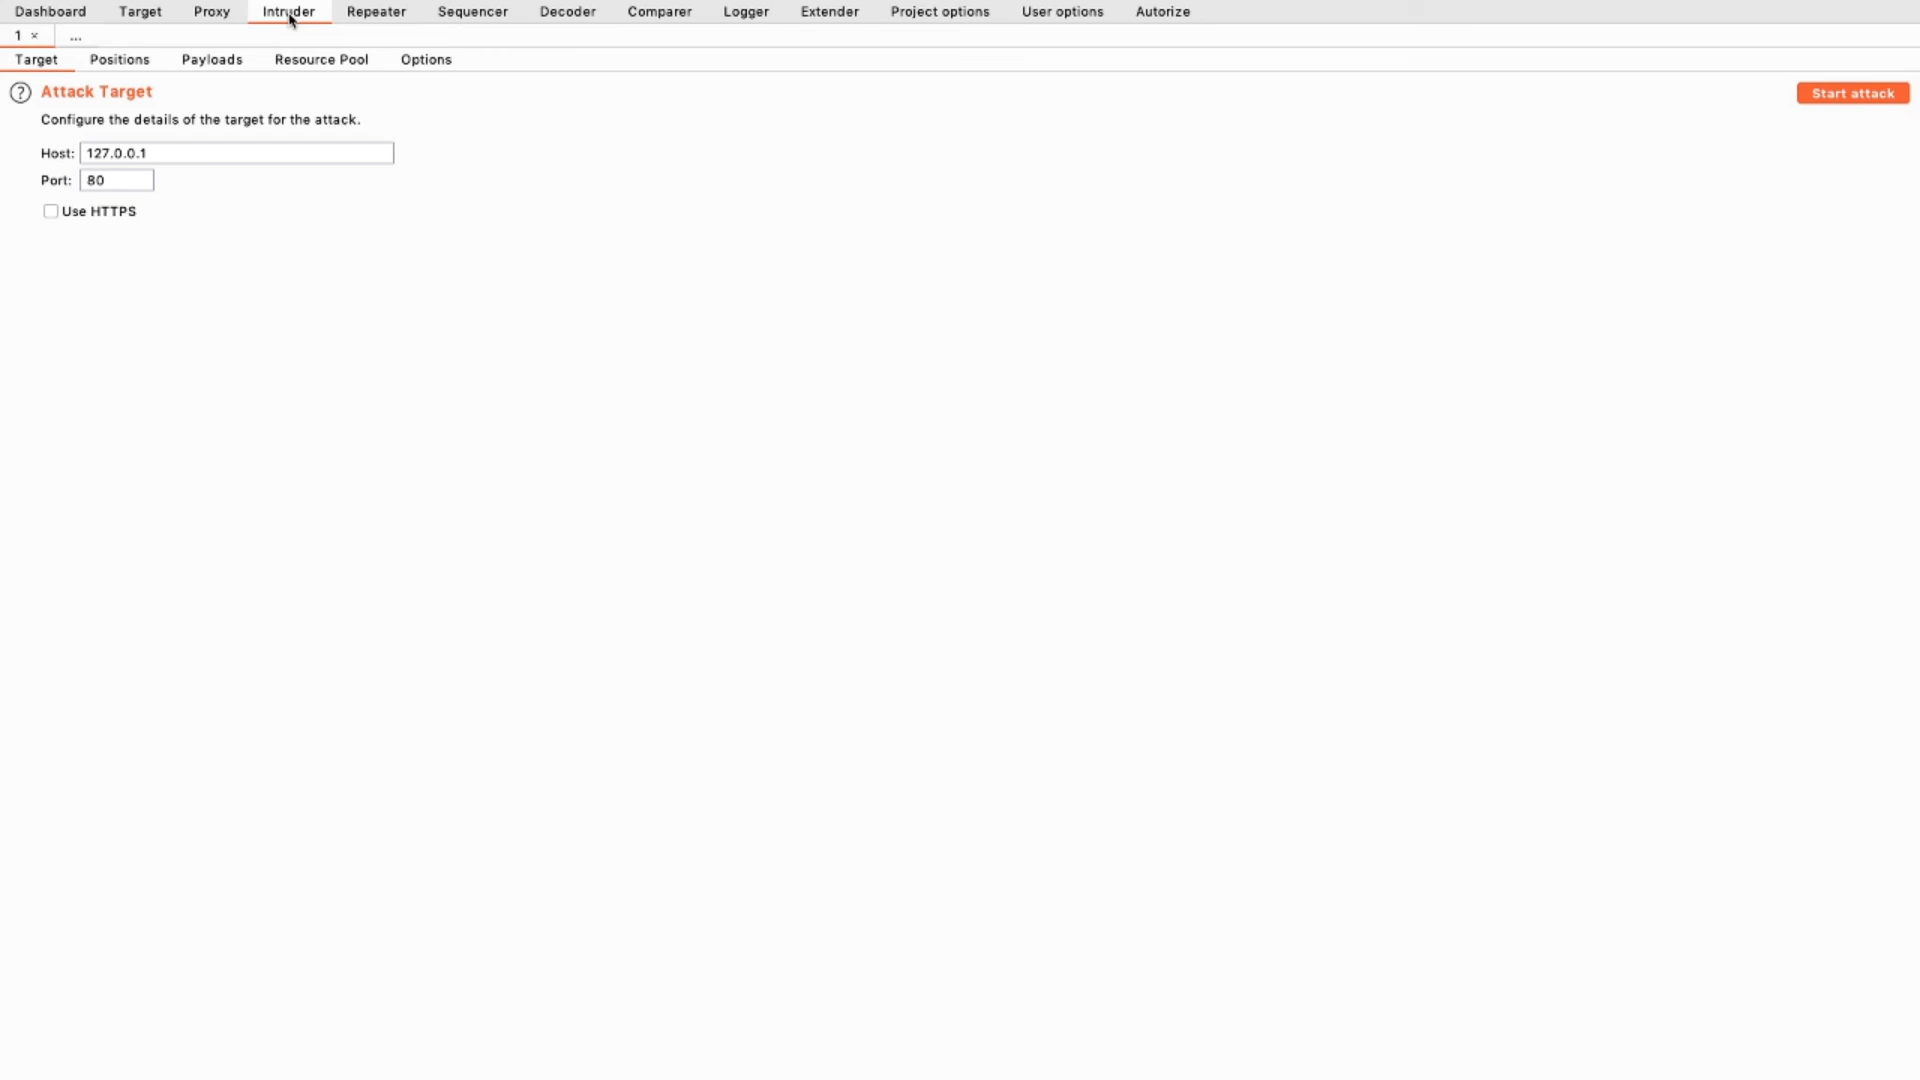 Dashboard Target Proxy Intruder Repeater Sequencer Decoder Comparer Logger Extender Project options User options Autorize
1 × ...
Target Positions Payloads Resource Pool Options
? Attack Target Start attack
Configure the details of the target for the attack.
Host: 127.0.0.1
Port: 80
Use HTTPS